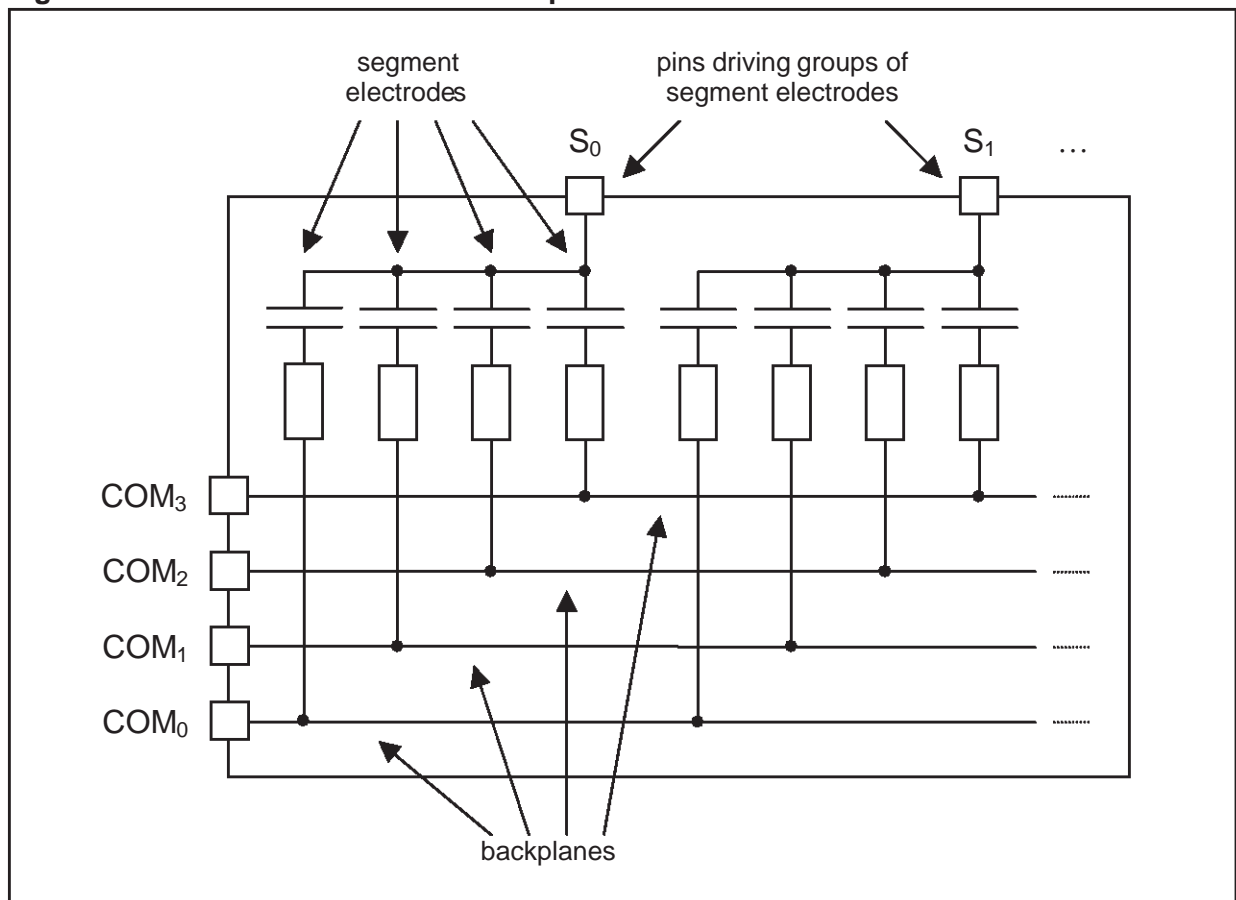 segment
electrodes
pins driving groups of
segment electrodes
S₀
S₁
...
COM₃
COM₂
COM₁
COM₀
backplanes